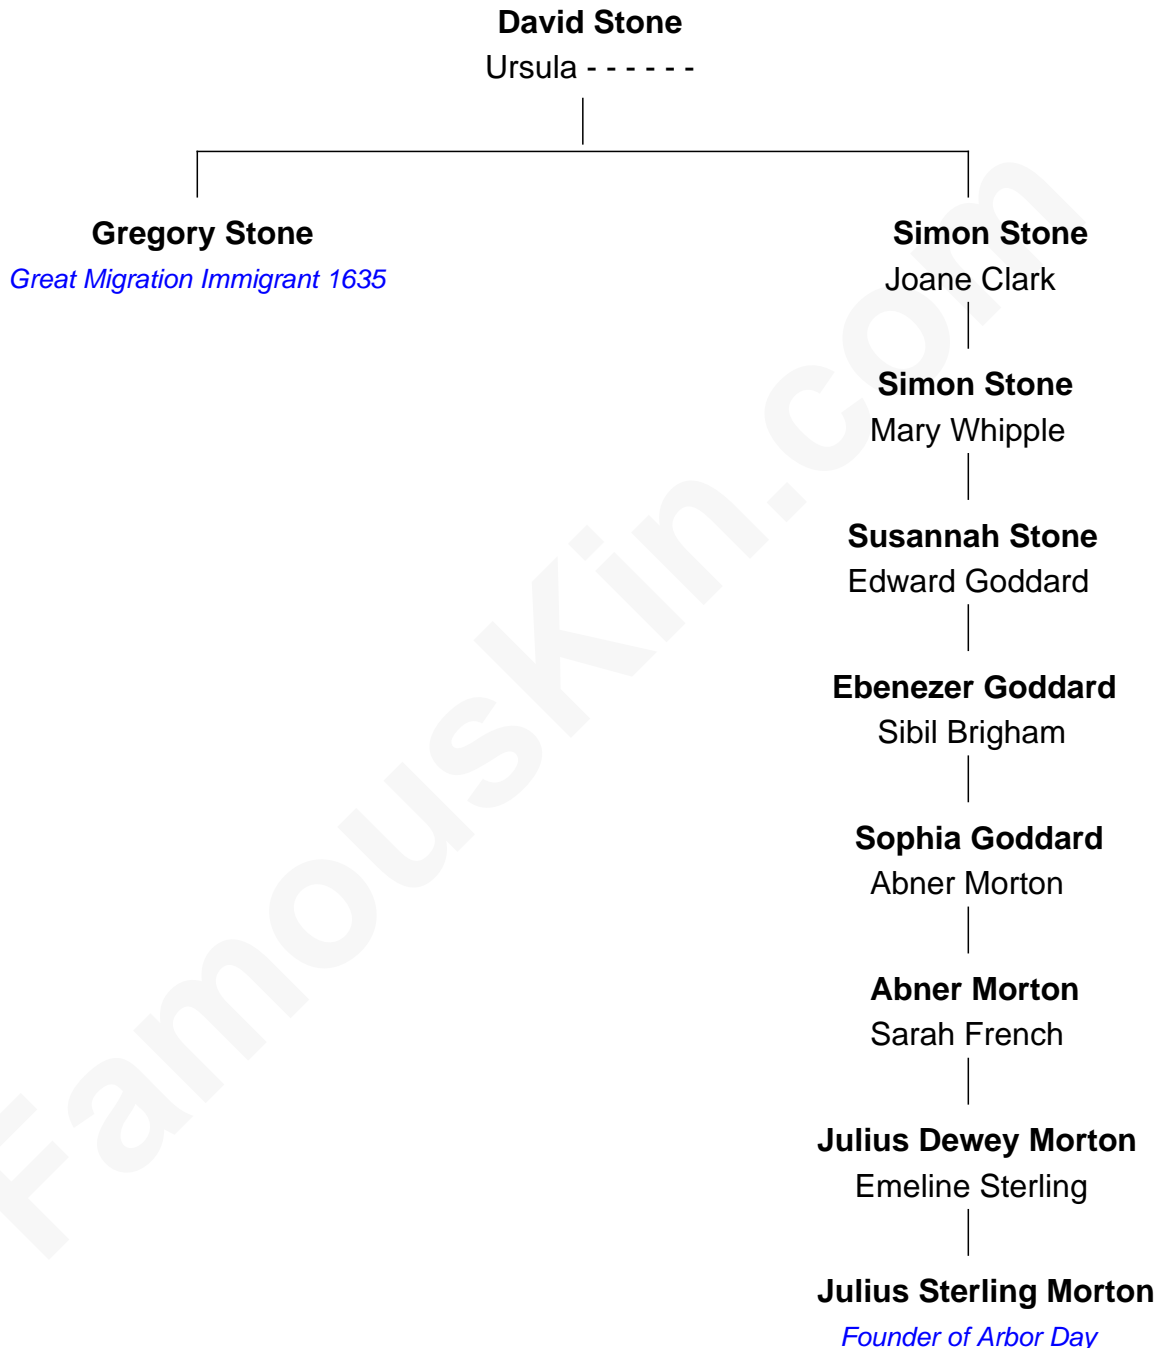 David Stone
Ursula - - - - - -
Gregory Stone
Great Migration Immigrant 1635
Simon Stone
Joane Clark
Simon Stone
Mary Whipple
Susannah Stone
Edward Goddard
Ebenezer Goddard
Sibil Brigham
Sophia Goddard
Abner Morton
Abner Morton
Sarah French
Julius Dewey Morton
Emeline Sterling
Julius Sterling Morton
Founder of Arbor Day
FamousKin.com